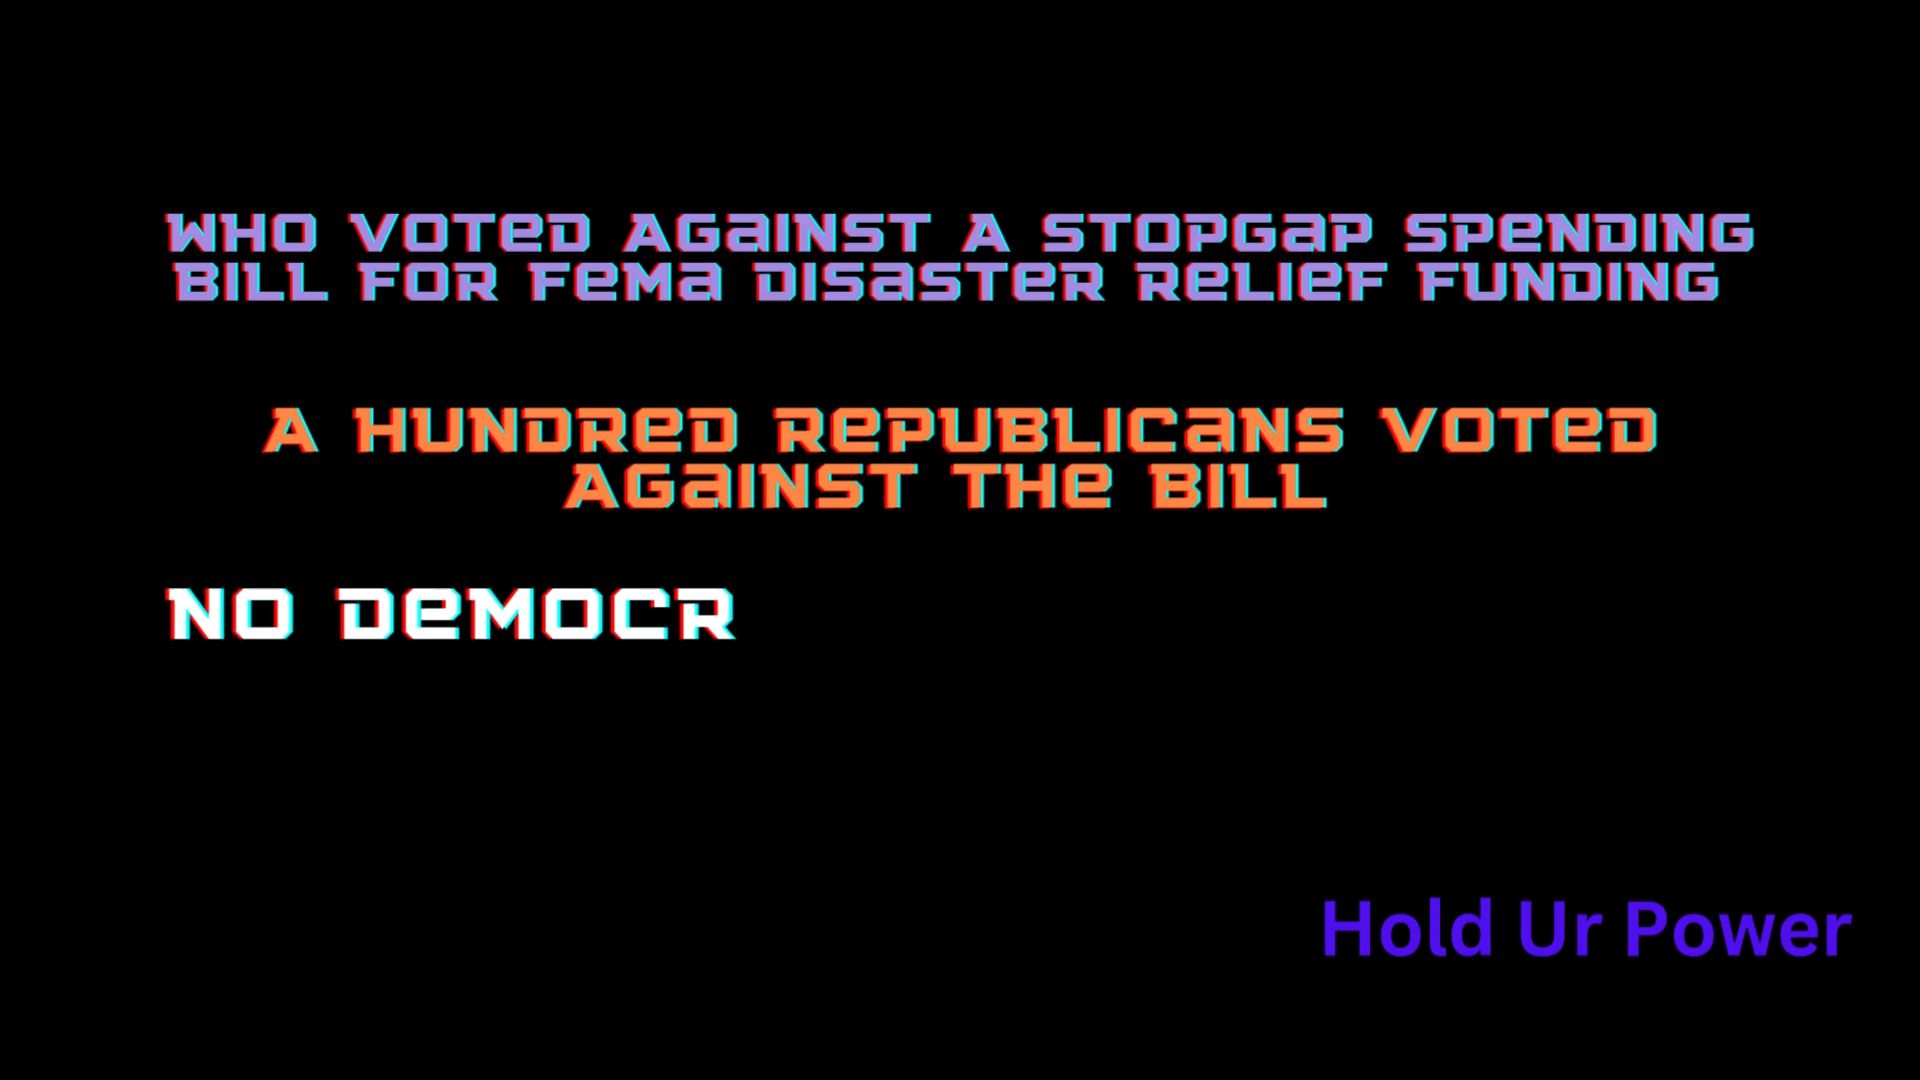 WHO VOTED AGAINST A STOPGAP SPENDING
BILL FOR FEMA DISASTER RELIEF FUNDING
A HUNDRED REPUBLICANS VOTED
AGAINST THE BILL
NO DEMOCR
Hold Ur Power